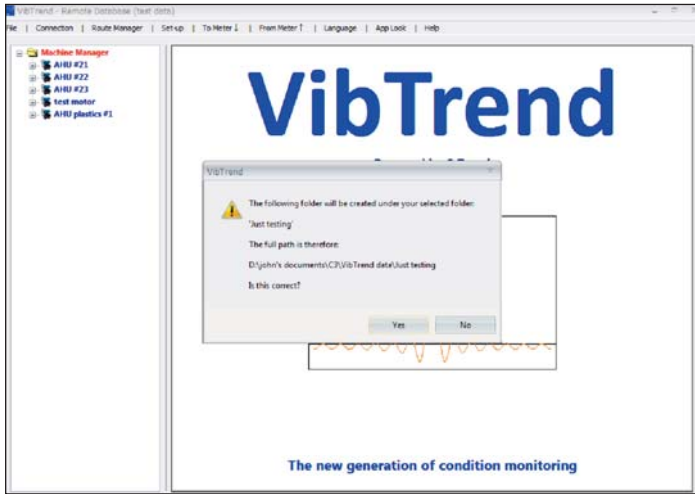 VibTrend - Remote Database (test data)
File | Connection | Route Manager | Set-up | To Meter ↓ | From Meter ↑ | Language | App Look | Help
Machine Manager
AHU #21
AHU #22
AHU #23
test motor
AHU plastics #1
VibTrend
VibTrend
The following folder will be created under your selected folder:
'Just testing'
The full path is therefore:
D:\john's documents\C3\VibTrend data\Just testing
Is this correct?
Yes No
The new generation of condition monitoring